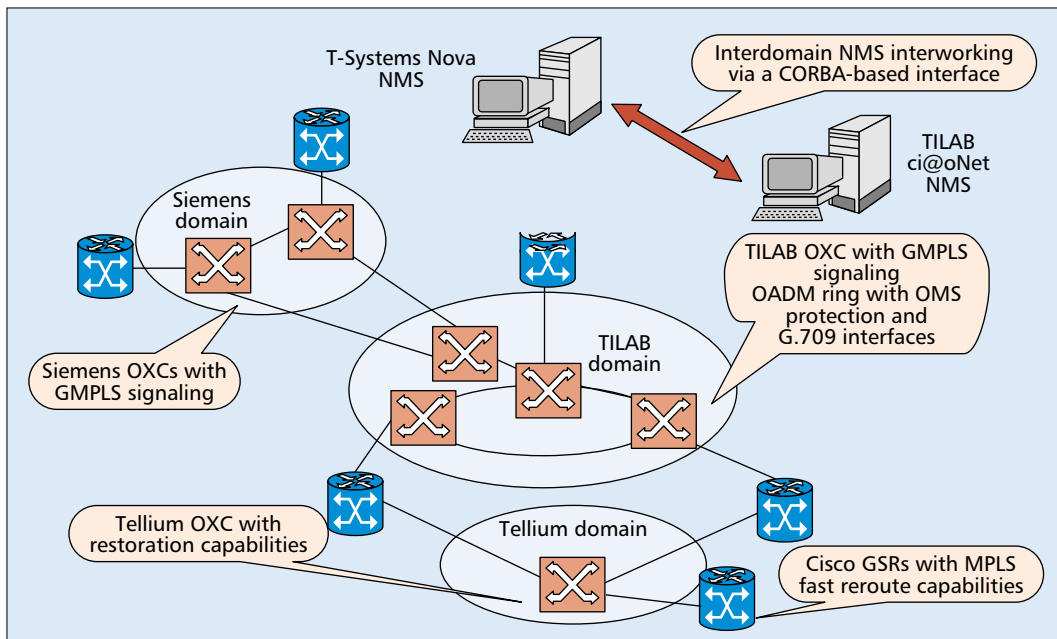 T-Systems Nova
NMS
Interdomain NMS interworking
via a CORBA-based interface
TILAB
ci@oNet
NMS
Siemens
domain
TILAB OXC with GMPLS
signaling
OADM ring with OMS
protection and
G.709 interfaces
TILAB
domain
Siemens OXCs with
GMPLS signaling
Tellium OXC with
restoration capabilities
Tellium domain
Cisco GSRs with MPLS
fast reroute capabilities